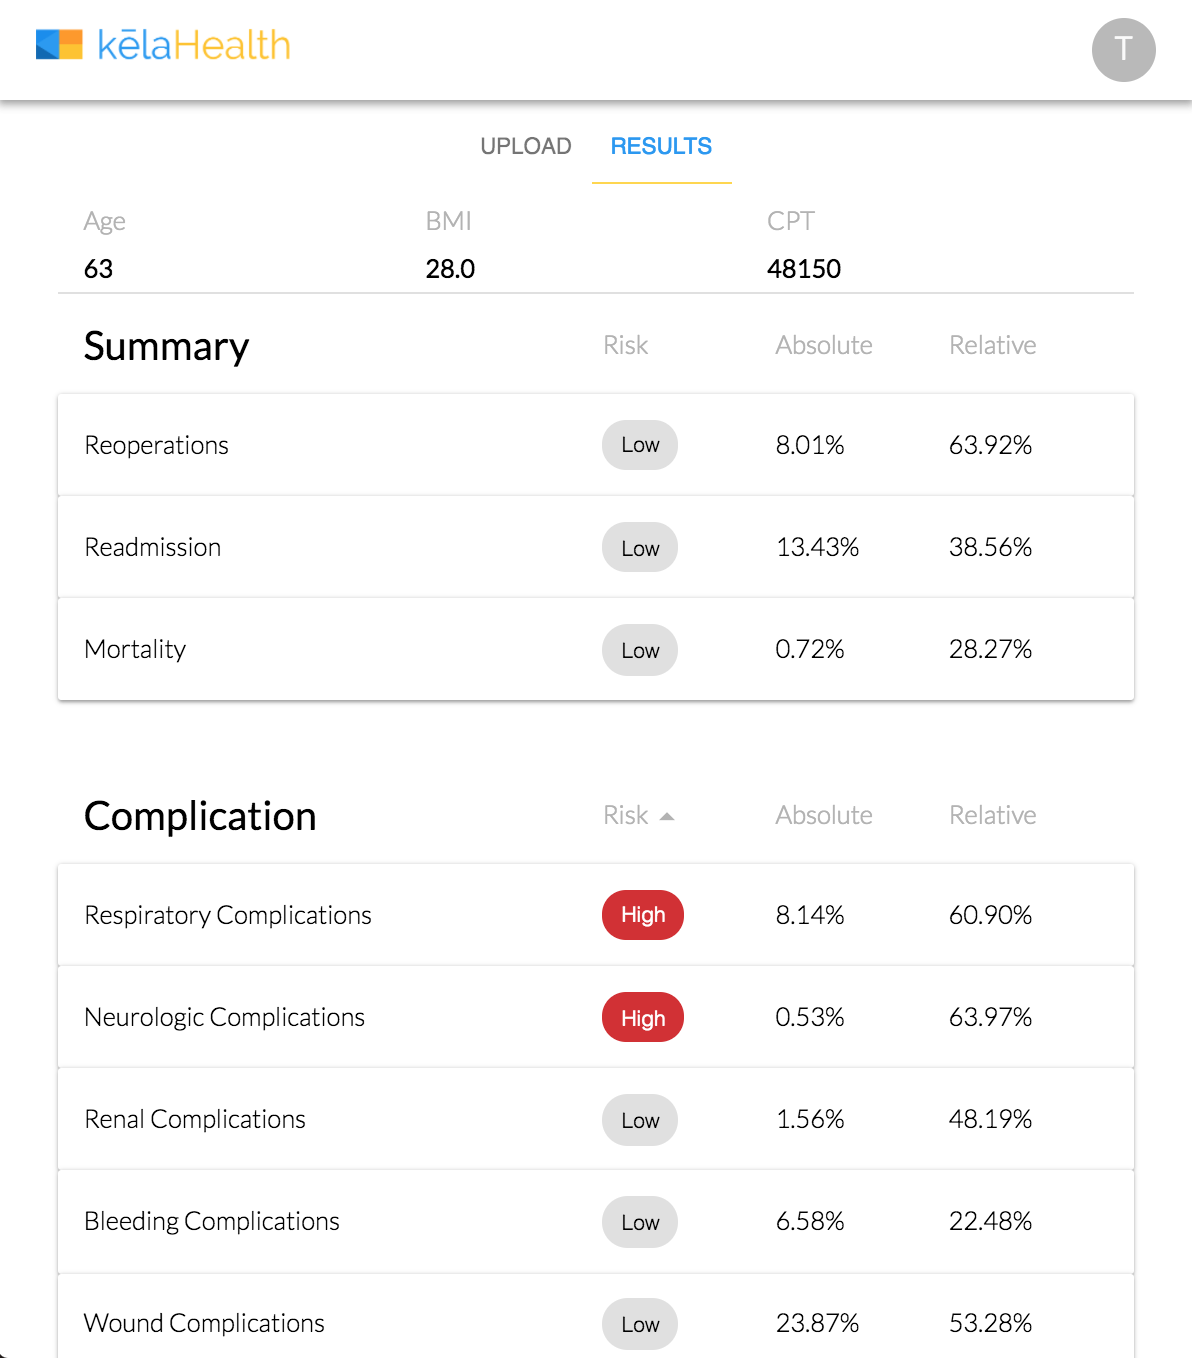 kēlaHealth
T
UPLOAD RESULTS
Age BMI CPT
63 28.0 48150
Summary Risk Absolute Relative
Reoperations Low 8.01% 63.92%
Readmission Low 13.43% 38.56%
Mortality Low 0.72% 28.27%
Complication Risk Absolute Relative
Respiratory Complications High 8.14% 60.90%
Neurologic Complications High 0.53% 63.97%
Renal Complications Low 1.56% 48.19%
Bleeding Complications Low 6.58% 22.48%
Wound Complications Low 23.87% 53.28%